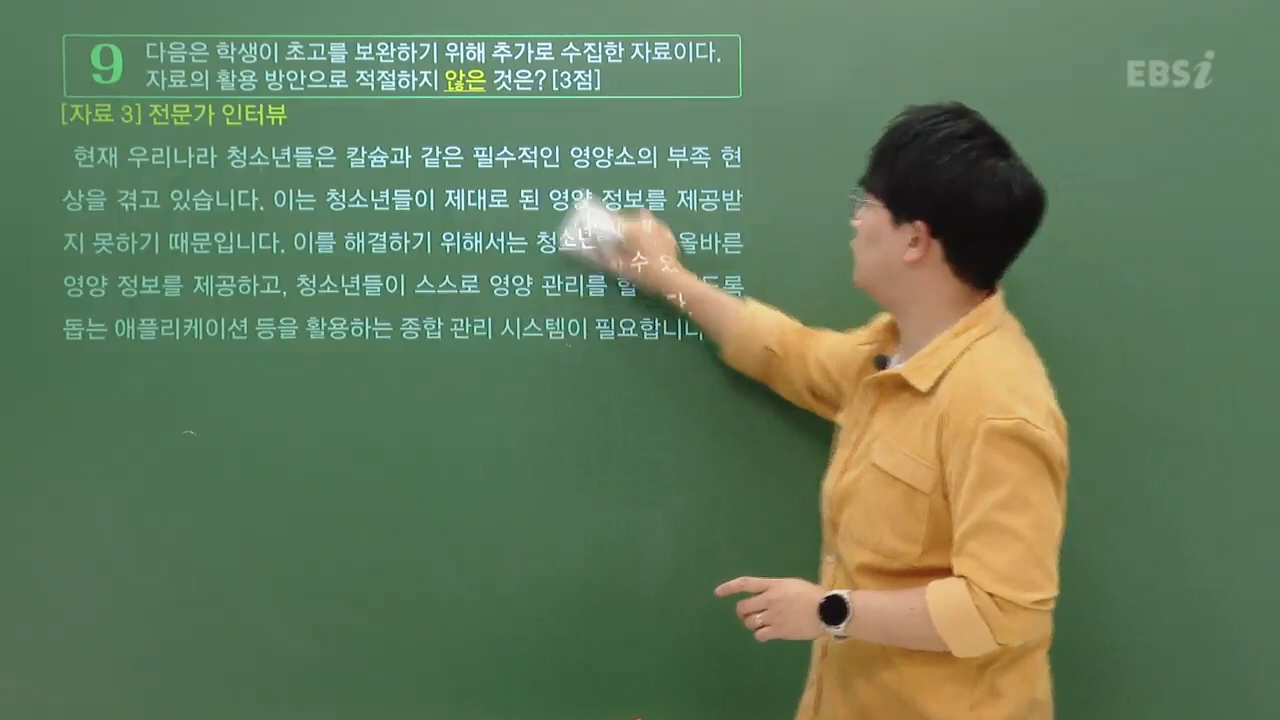 9
다음은 학생이 초고를 보완하기 위해 추가로 수집한 자료이다.
자료의 활용 방안으로 적절하지 않은 것은? [3점]
EBSi
[자료 3] 전문가 인터뷰
현재 우리나라 청소년들은 칼슘과 같은 필수적인 영양소의 부족 현
상을 겪고 있습니다. 이는 청소년들이 제대로 된 영양 정보를 제공받
지 못하기 때문입니다. 이를 해결하기 위해서는 올바른
영양 정보를 제공하고, 청소년들이 스스로 영양 관리를
돕는 애플리케이션 등을 활용하는 종합 관리 시스템이